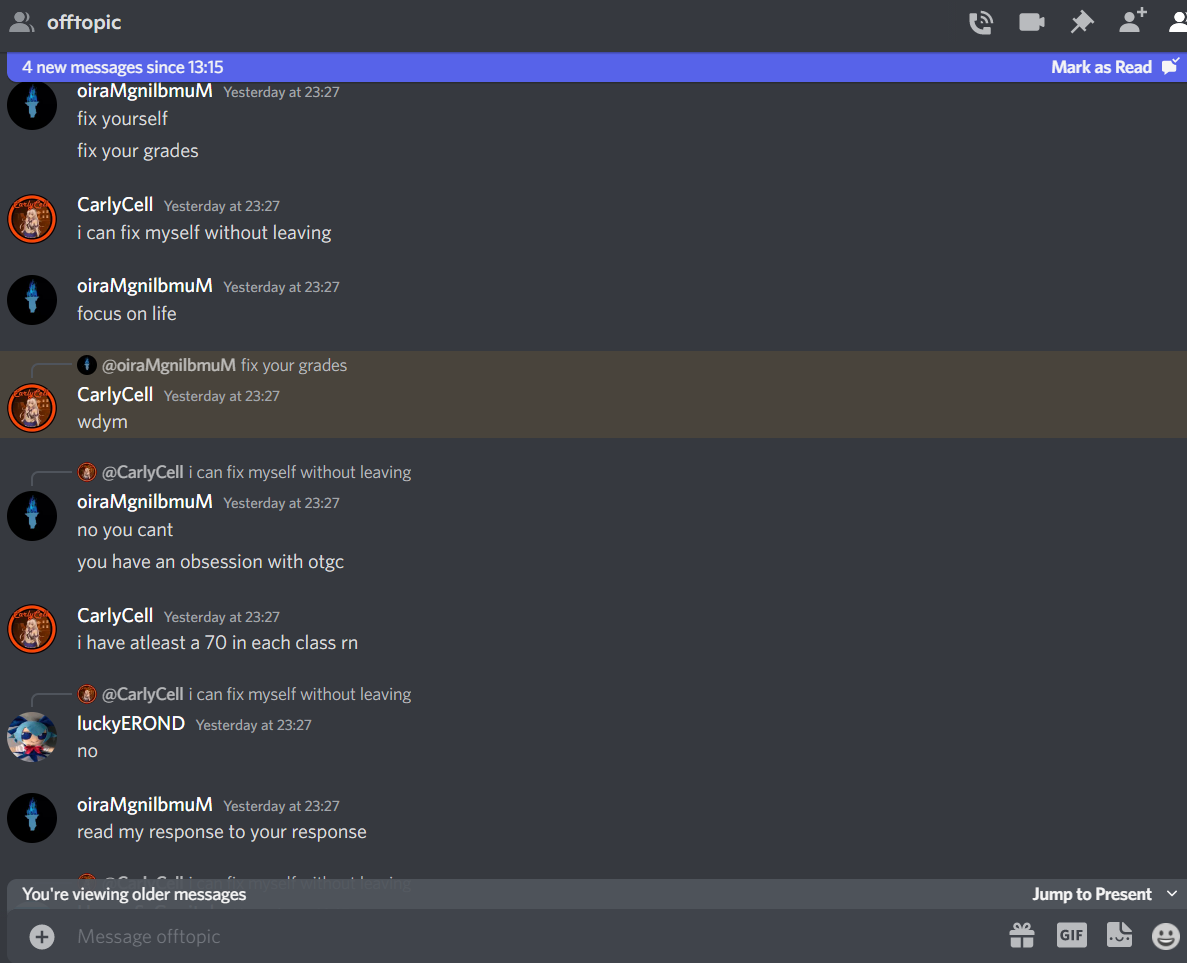 offtopic
4 new messages since 13:15 Mark as Read
oiraMgnilbmuM Yesterday at 23:27
fix yourself
fix your grades
CarlyCell Yesterday at 23:27
i can fix myself without leaving
oiraMgnilbmuM Yesterday at 23:27
focus on life
@oiraMgnilbmuM fix your grades
CarlyCell Yesterday at 23:27
wdym
@CarlyCell i can fix myself without leaving
oiraMgnilbmuM Yesterday at 23:27
no you cant
you have an obsession with otgc
CarlyCell Yesterday at 23:27
i have atleast a 70 in each class rn
@CarlyCell i can fix myself without leaving
luckyEROND Yesterday at 23:27
no
oiraMgnilbmuM Yesterday at 23:27
read my response to your response
@CarlyCell i can fix myself without leaving
You're viewing older messages Jump to Present
Message offtopic GIF